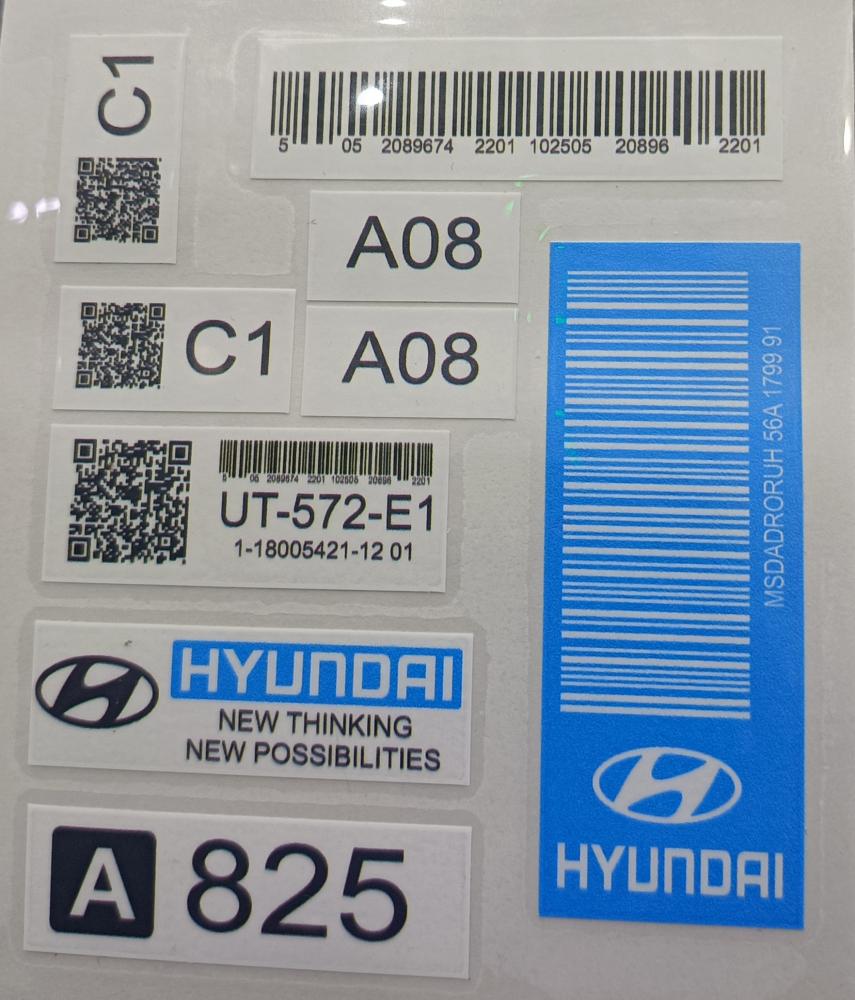 C1
5 05 2089674 2201 102505 20896 2201
A08
C1
A08
5 05 2089674 2201 102505 20896 2201
UT-572-E1
1-18005421-12 01
HYUNDAI
NEW THINKING
NEW POSSIBILITIES
A 825
MSDADRORUH 56A 1799 91
HYUNDAI